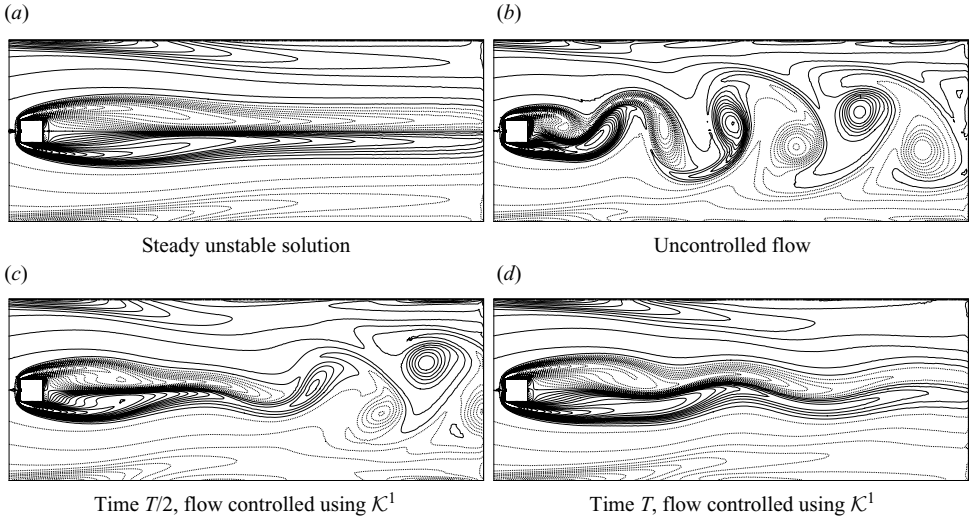 (a)
(b)
Steady unstable solution
Uncontrolled flow
(c)
(d)
Time T/2, flow controlled using 𝒦¹
Time T, flow controlled using 𝒦¹